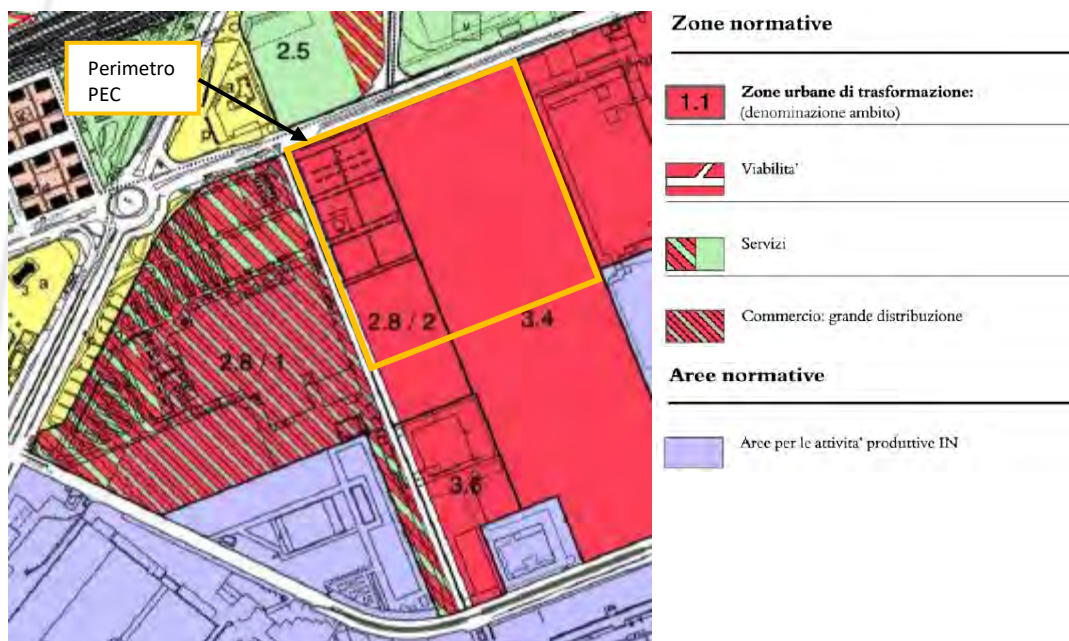 Perimetro
PEC
2.5
2.8 / 2
3.4
2.8 / 1
3.6
a
a
Zone normative
1.1
Zone urbane di trasformazione:
(denominazione ambito)
Viabilita'
Servizi
Commercio: grande distribuzione
Aree normative
Aree per le attivita' produttive IN